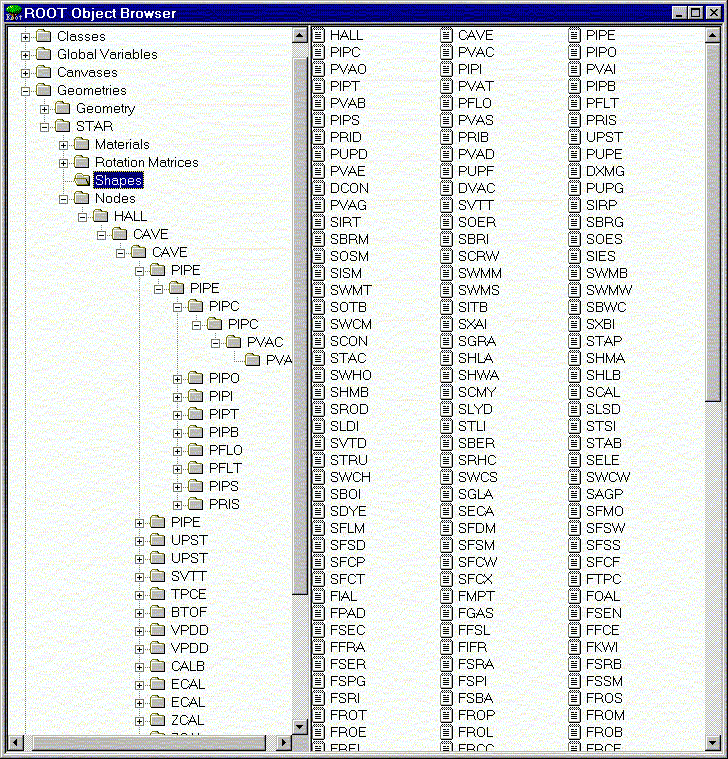 ROOT Object Browser
Classes
Global Variables
Canvases
Geometries
Geometry
STAR
Materials
Rotation Matrices
Shapes
Nodes
HALL
CAVE
CAVE
PIPE
PIPE
PIPC
PIPC
PVAC
PVA
PIPO
PIPI
PIPT
PIPB
PFLO
PFLT
PIPS
PRIS
PIPE
UPST
UPST
SVTT
TPCE
BTOF
VPDD
VPDD
CALB
ECAL
ECAL
ZCAL
HALL CAVE PIPE
PIPC PVAC PIPO
PVAO PIPI PVAI
PIPT PVAT PIPB
PVAB PFLO PFLT
PIPS PVAS PRIS
PRID PRIB UPST
PUPD PVAD PUPE
PVAE PUPF DXMG
DCON DVAC PUPG
PVAG SVTT SIRP
SIRT SOER SBRG
SBRM SBRI SOES
SOSM SCRW SIES
SISM SWMM SWMB
SWMT SWMS SWMW
SOTB SITB SBWC
SWCM SXAI SXBI
SCON SGRA STAP
STAC SHLA SHMA
SWHO SHWA SHLB
SHMB SCMY SCAL
SROD SLYD SLSD
SLDI STLI STSI
SVTD SBER STAB
STRU SRHC SELE
SWCH SWCS SWCW
SBOI SGLA SAGP
SDYE SECA SFMO
SFLM SFDM SFSW
SFSD SFSM SFSS
SFCP SFCW SFCF
SFCT SFCX FTPC
FIAL FMPT FOAL
FPAD FGAS FSEN
FSEC FFSL FFCE
FFRA FIFR FKWI
FSER FSRA FSRB
FSPG FSPI FSSM
FSRI FSBA FROS
FROT FROP FROM
FROE FROL FROB
FREL FRCC FRCE